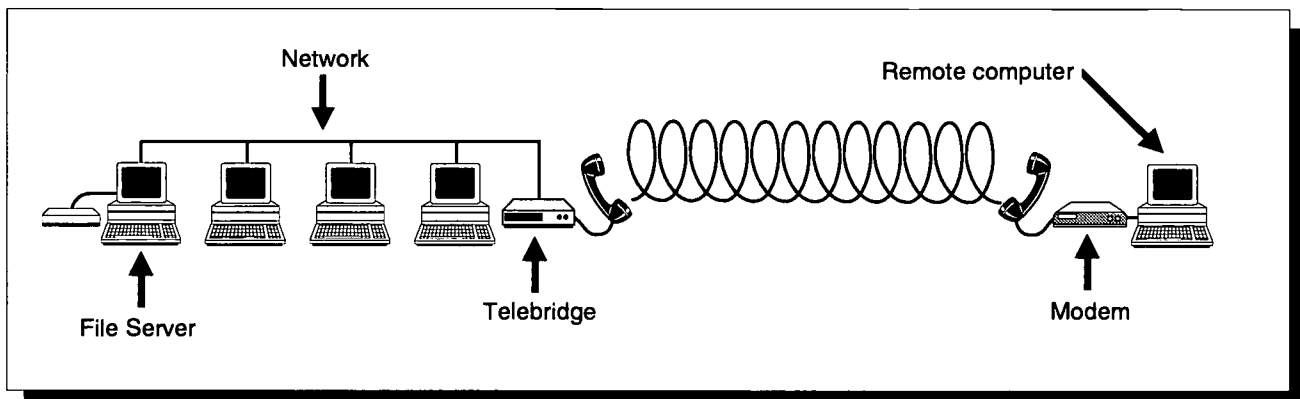 Network
Remote computer
File Server
Telebridge
Modem